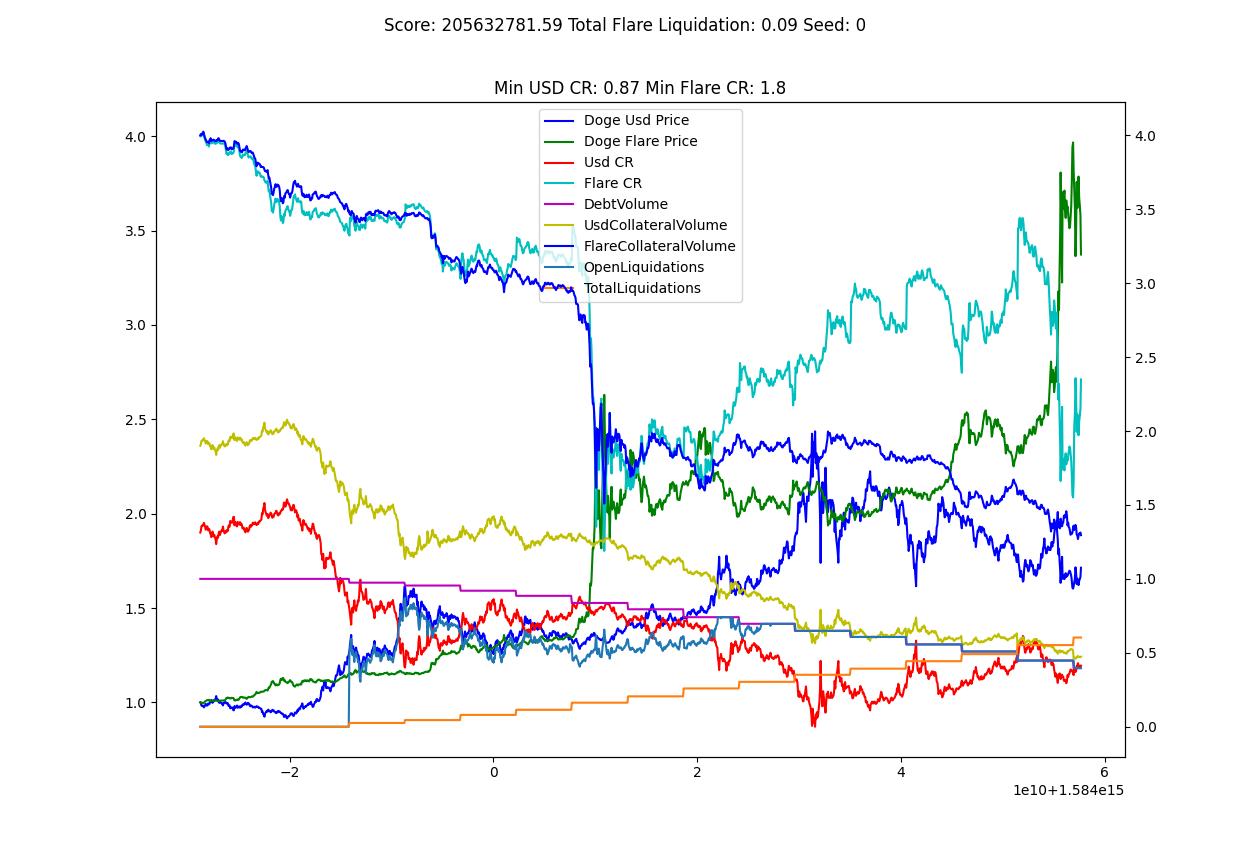 Score: 205632781.59 Total Flare Liquidation: 0.09 Seed: 0
Min USD CR: 0.87 Min Flare CR: 1.8
Doge Usd Price
Doge Flare Price
Usd CR
Flare CR
DebtVolume
UsdCollateralVolume
FlareCollateralVolume
OpenLiquidations
TotalLiquidations
4.0
3.5
3.0
2.5
2.0
1.5
1.0
4.0
3.5
3.0
2.5
2.0
1.5
1.0
0.5
0.0
−2 0 2 4 6
1e10+1.584e15